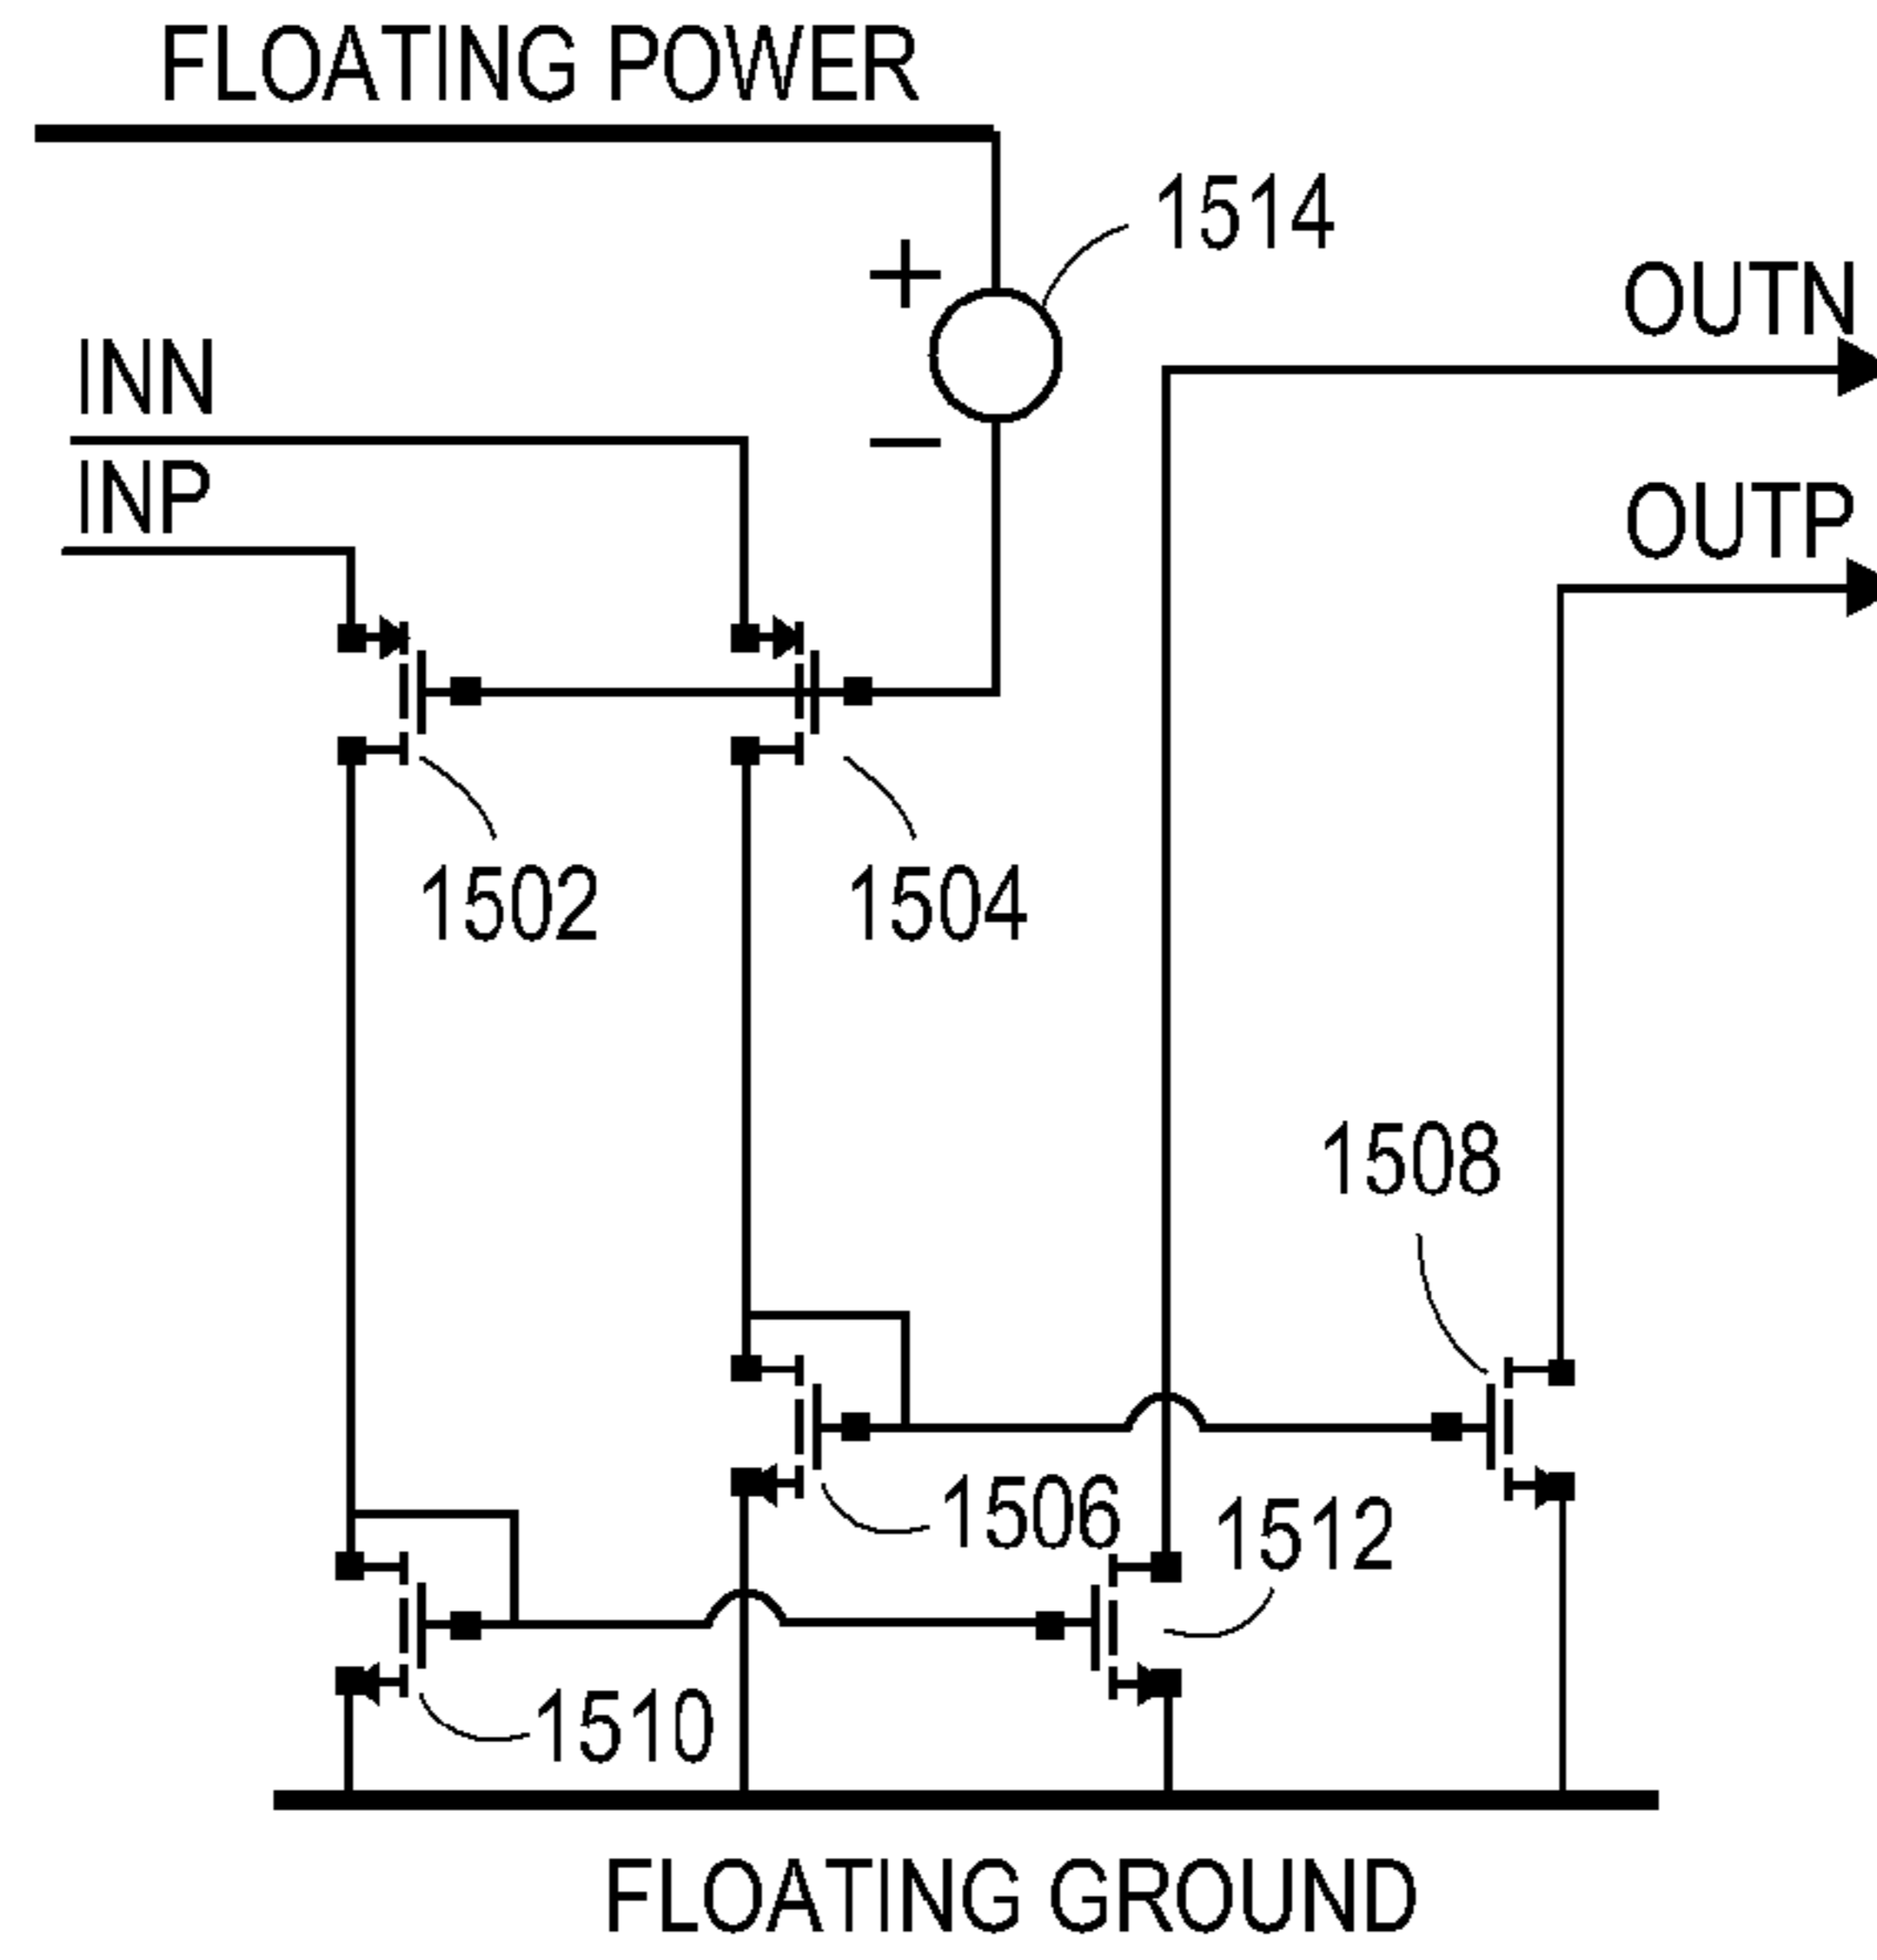 FLOATING POWER
1514
OUTN
INN
INP
OUTP
1502
1504
1508
1506
1512
1510
FLOATING GROUND